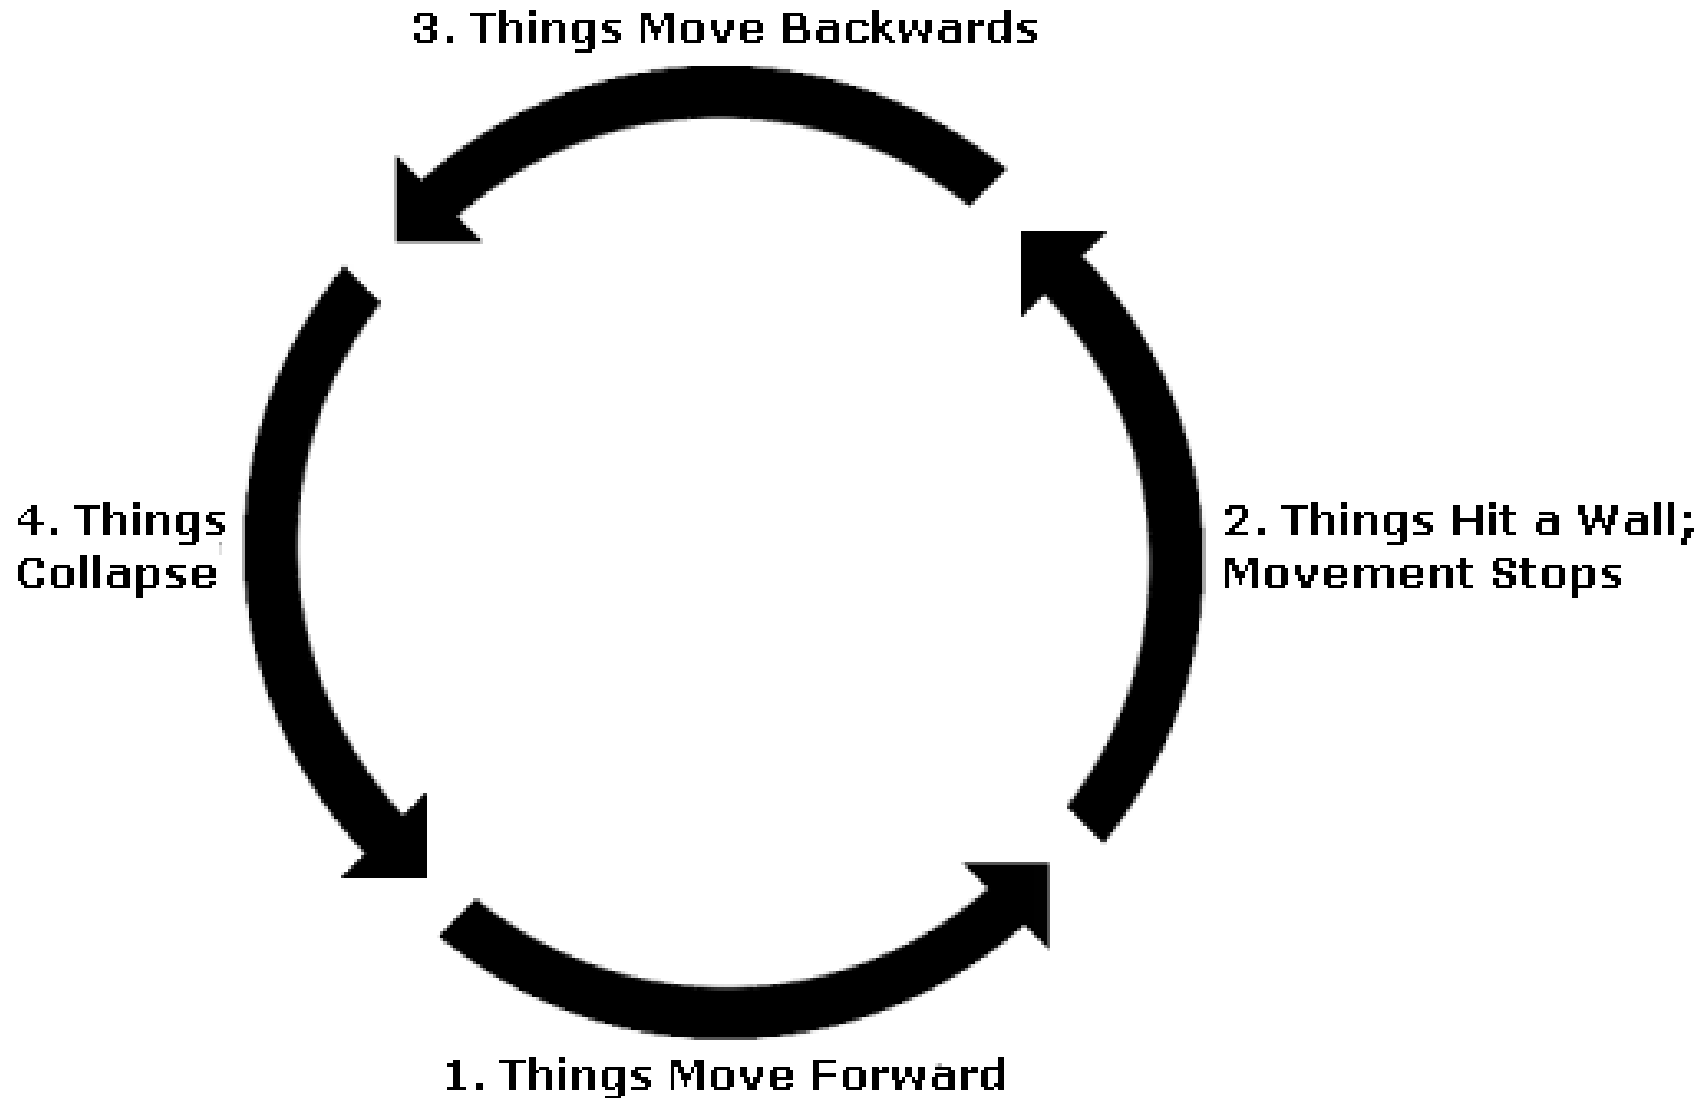 3. Things Move Backwards
4. Things
Collapse
2. Things Hit a Wall;
Movement Stops
1. Things Move Forward